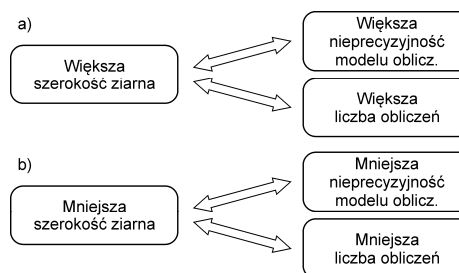 a)
Większa
szerokość ziarna
Większa
nieprecyzyjność
modelu oblicz.
Większa
liczba obliczeń
b)
Mniejsza
szerokość ziarna
Mniejsza
nieprecyzyjność
modelu oblicz.
Mniejsza
liczba obliczeń